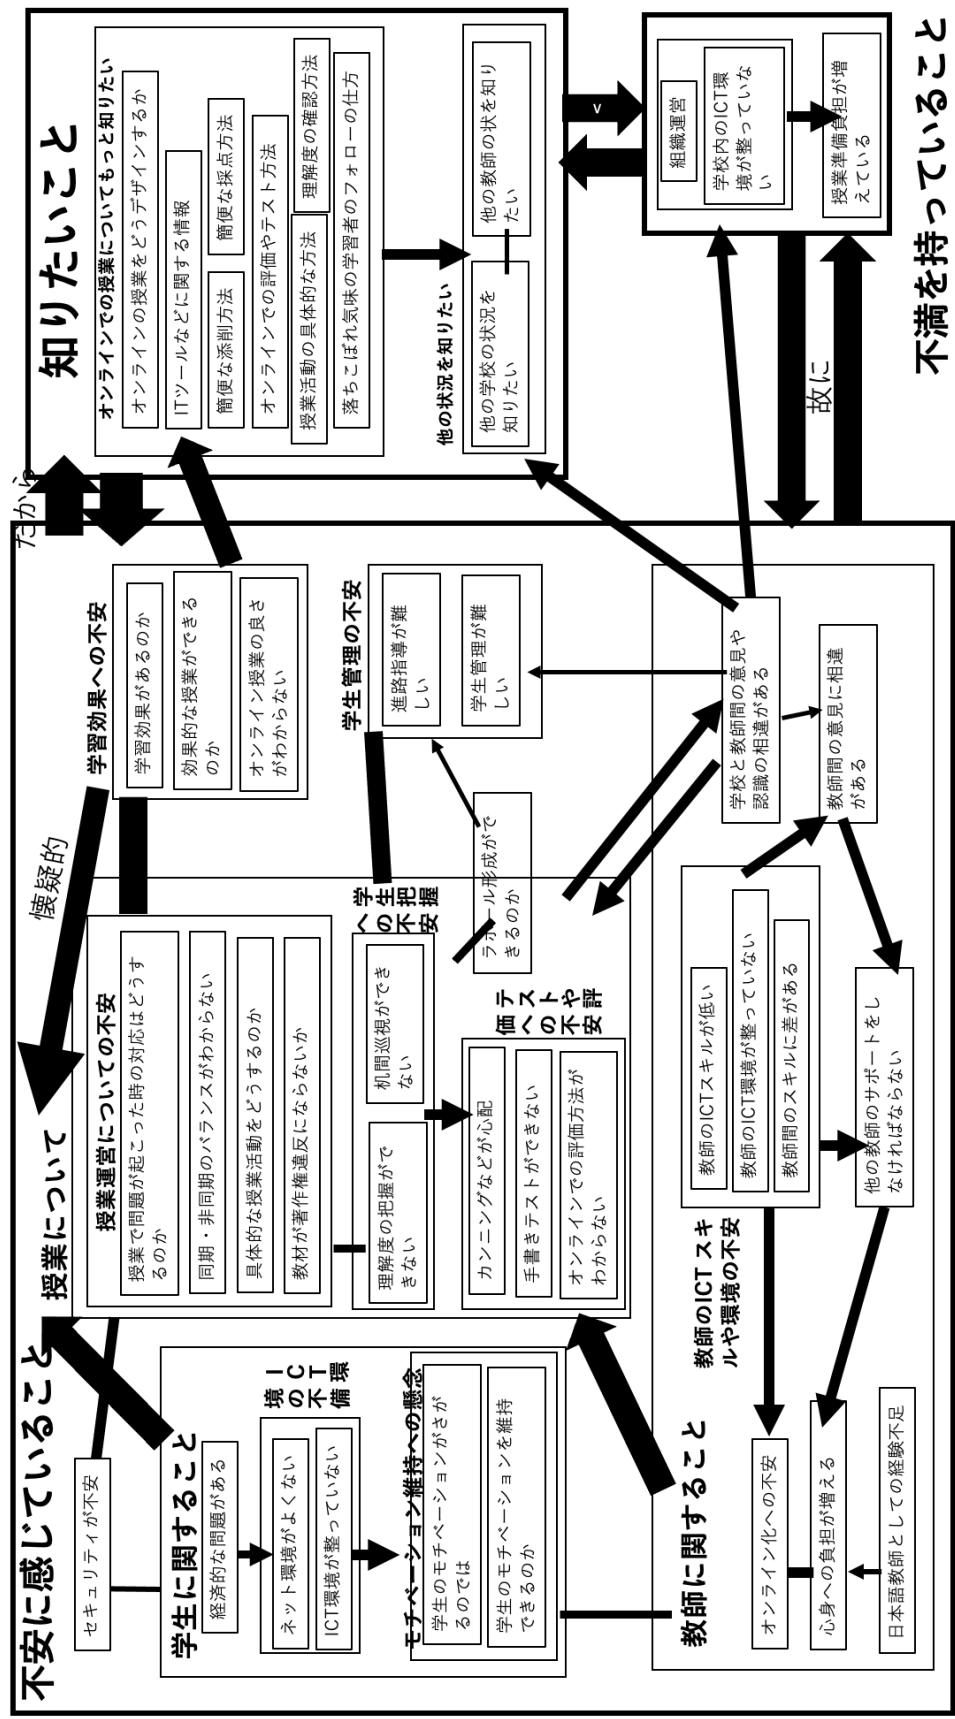 不安に感じていること
セキュリティが不安
学生に関すること
経済的な問題がある
ICT環
境の不備
ネット環境がよくない
ICT環境が整っていない
モチベーション維持への懸念
学生のモチベーションがさが
るのでは
学生のモチベーションを維持
できるのか
教師に関すること
オンライン化への不安
心身への負担が増える
日本語教師としての経験不足
授業について
授業運営についての不安
授業で問題が起こった時の対応はどうす
るのか
同期・非同期のバランスがわからない
具体的な授業活動をどうするのか
教材が著作権違反にならないか
学生把握
への不安
理解度の把握がで
きない
机間巡視ができ
ない
テストや評
価への不安
カンニングなどが心配
手書きテストができない
オンラインでの評価方法が
わからない
教師のICT スキ
ルや環境の不安
教師のICTスキルが低い
教師のICT環境が整っていない
教師間のスキルに差がある
他の教師のサポートをし
なければならない
懐疑的
学習効果への不安
学習効果があるのか
効果的な授業ができる
のか
オンライン授業の良さ
がわからない
学生管理の不安
進路指導が難
しい
学生管理が難
しい
ラポール形成がで
きるのか
学校と教師間の意見や
認識の相違がある
教師間の意見に相違
がある
だから
故に
知りたいこと
オンラインでの授業についてもっと知りたい
オンラインの授業をどうデザインするか
ITツールなどに関する情報
簡便な添削方法
簡便な採点方法
オンラインでの評価やテスト方法
授業活動の具体的な方法
理解度の確認方法
落ちこぼれ気味の学習者のフォローの仕方
他の状況を知りたい
他の学校の状況を
知りたい
他の教師の状を知り
たい
v
不満を持っていること
組織運営
学校内のICT環
境が整っていな
い
授業準備負担が増
えている